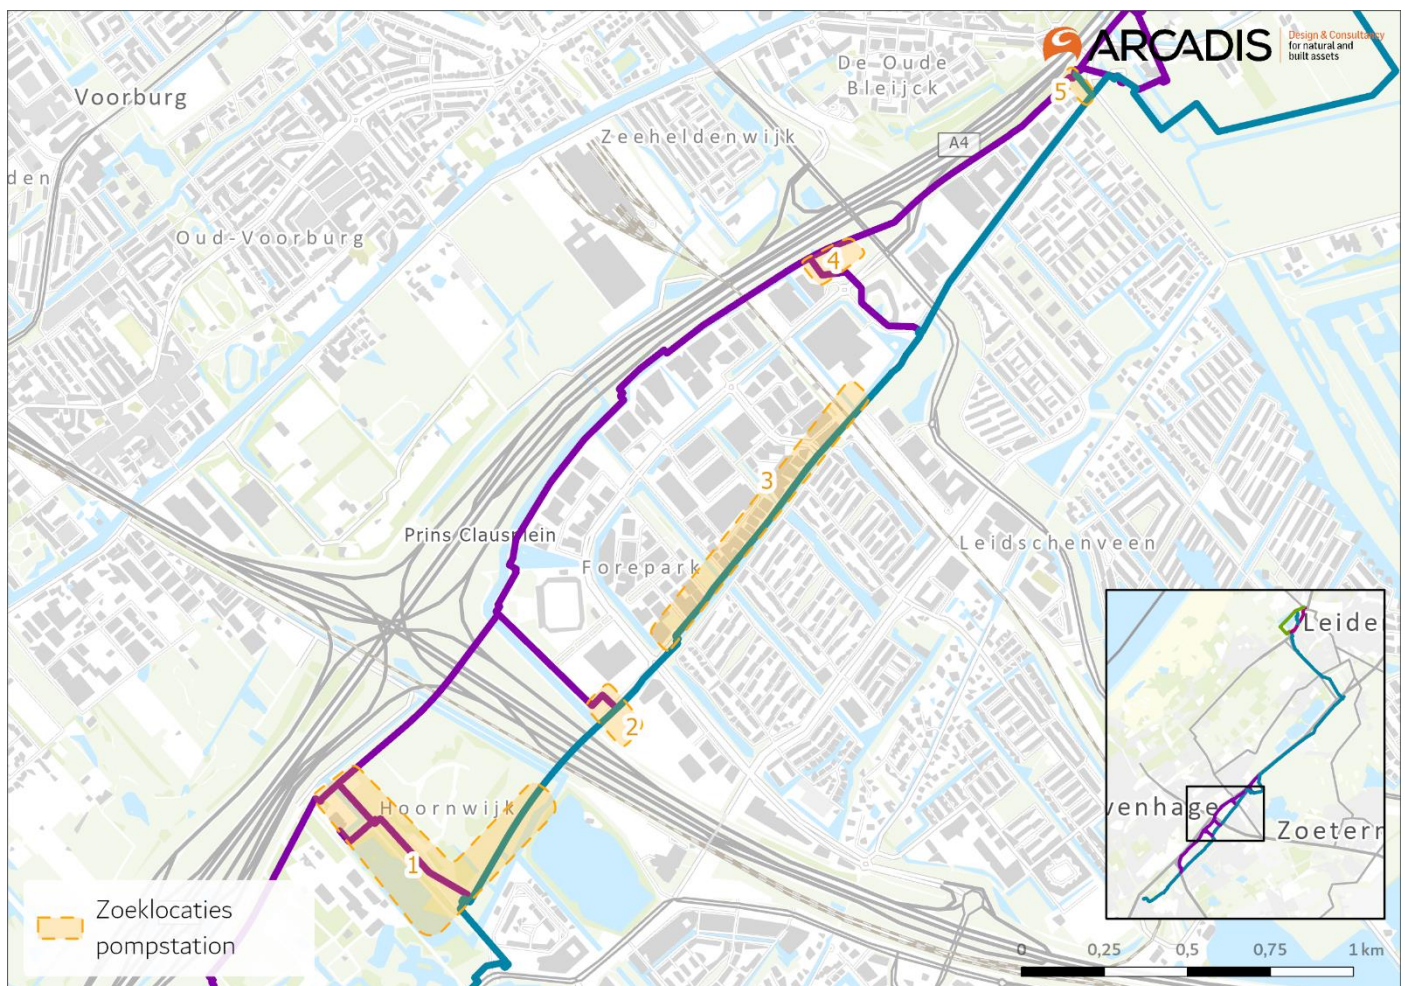 ARCADIS
Design & Consultancy
for natural and
built assets
De Oude
Bleijck
Voorburg
5
Zeeheldenwijk
A4
den
Oud-Voorburg
4
3
Prins Clausplein
Leidschenveen
Forepark
Leiden
2
Hoornwijk
venhage
Zoeterm
1
Zoeklocaties
pompstation
0 0,25 0,5 0,75 1 km